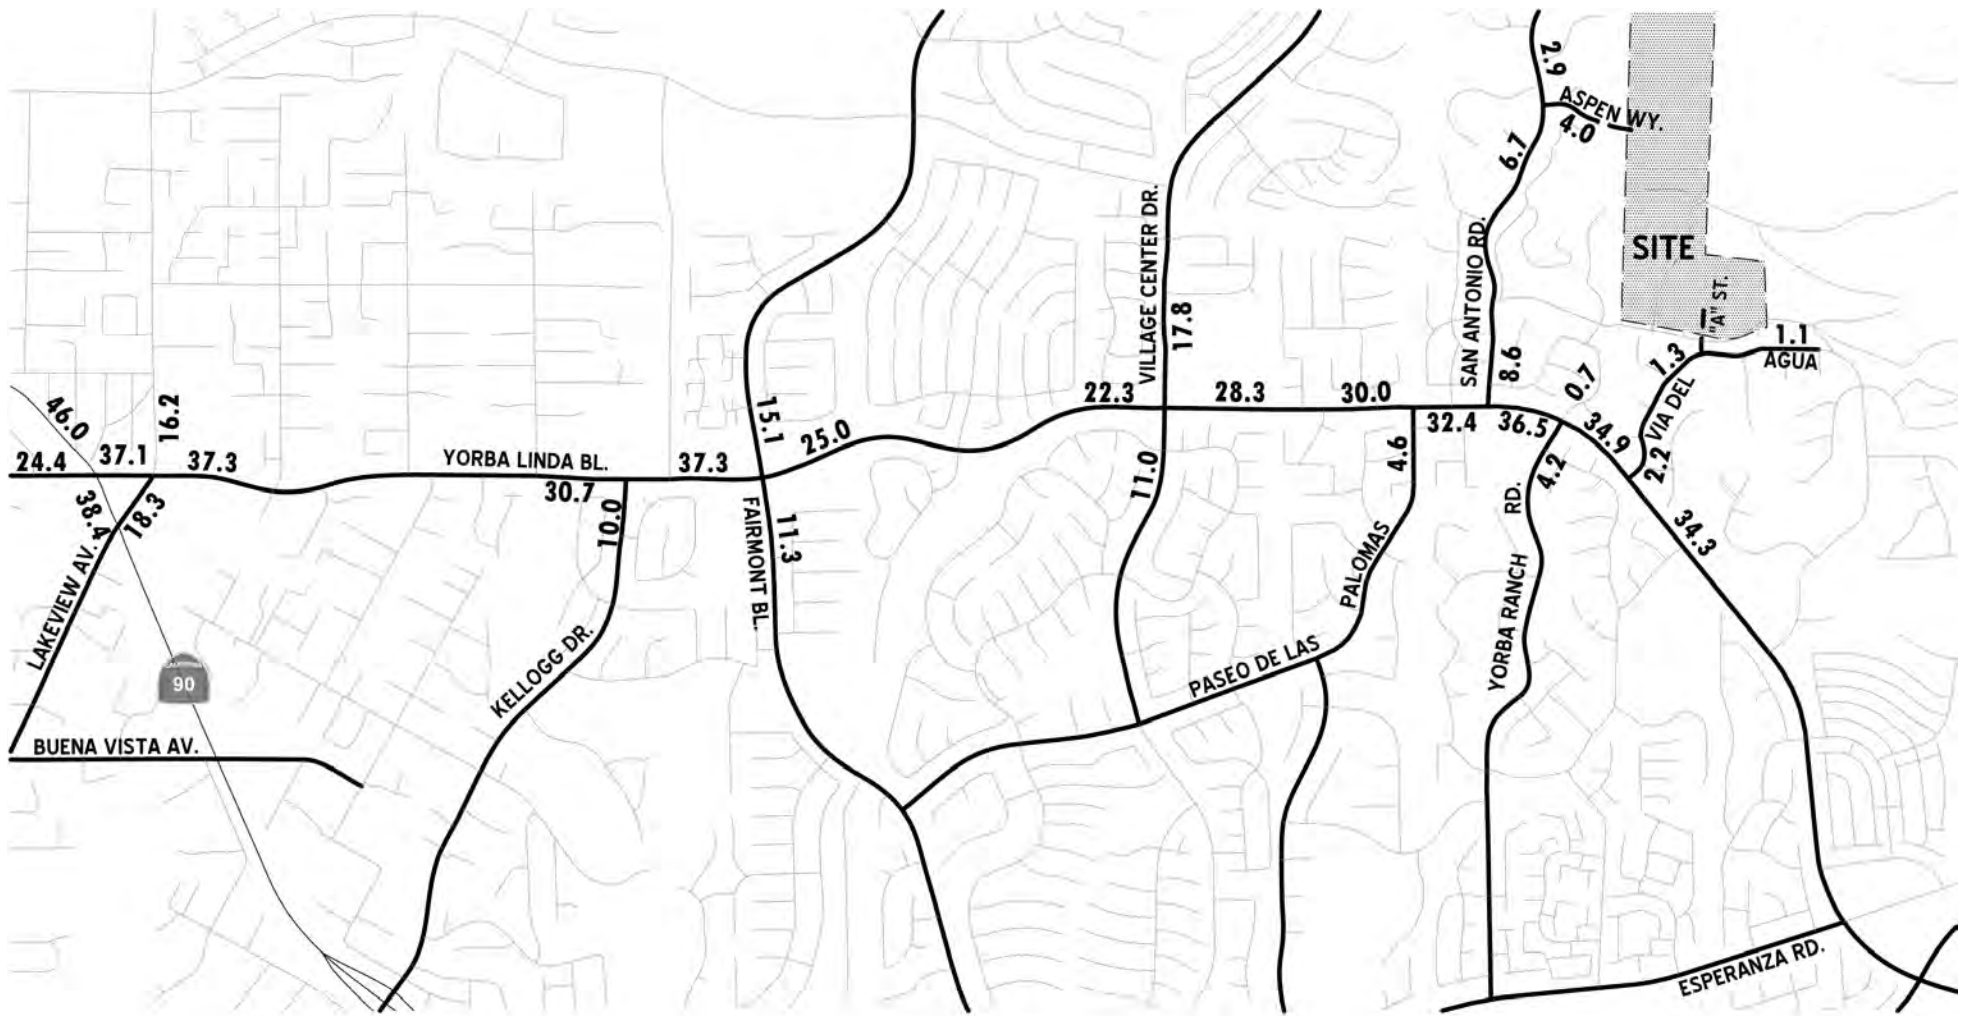 2.9
ASPEN WY.
4.0
6.7
SITE
"A" ST.
1.1
AGUA
1.3
VIA DEL
2.2
VILLAGE CENTER DR.
17.8
SAN ANTONIO RD.
8.6
0.7
46.0
24.4
37.1
16.2
37.3
YORBA LINDA BL.
30.7
37.3
15.1
25.0
22.3
28.3
30.0
32.4
36.5
34.9
34.3
38.4
18.3
10.0
11.3
11.0
4.6
4.2
LAKEVIEW AV.
KELLOGG DR.
FAIRMONT BL.
PASEO DE LAS
PALOMAS
YORBA RANCH RD.
CALIFORNIA
90
BUENA VISTA AV.
ESPERANZA RD.